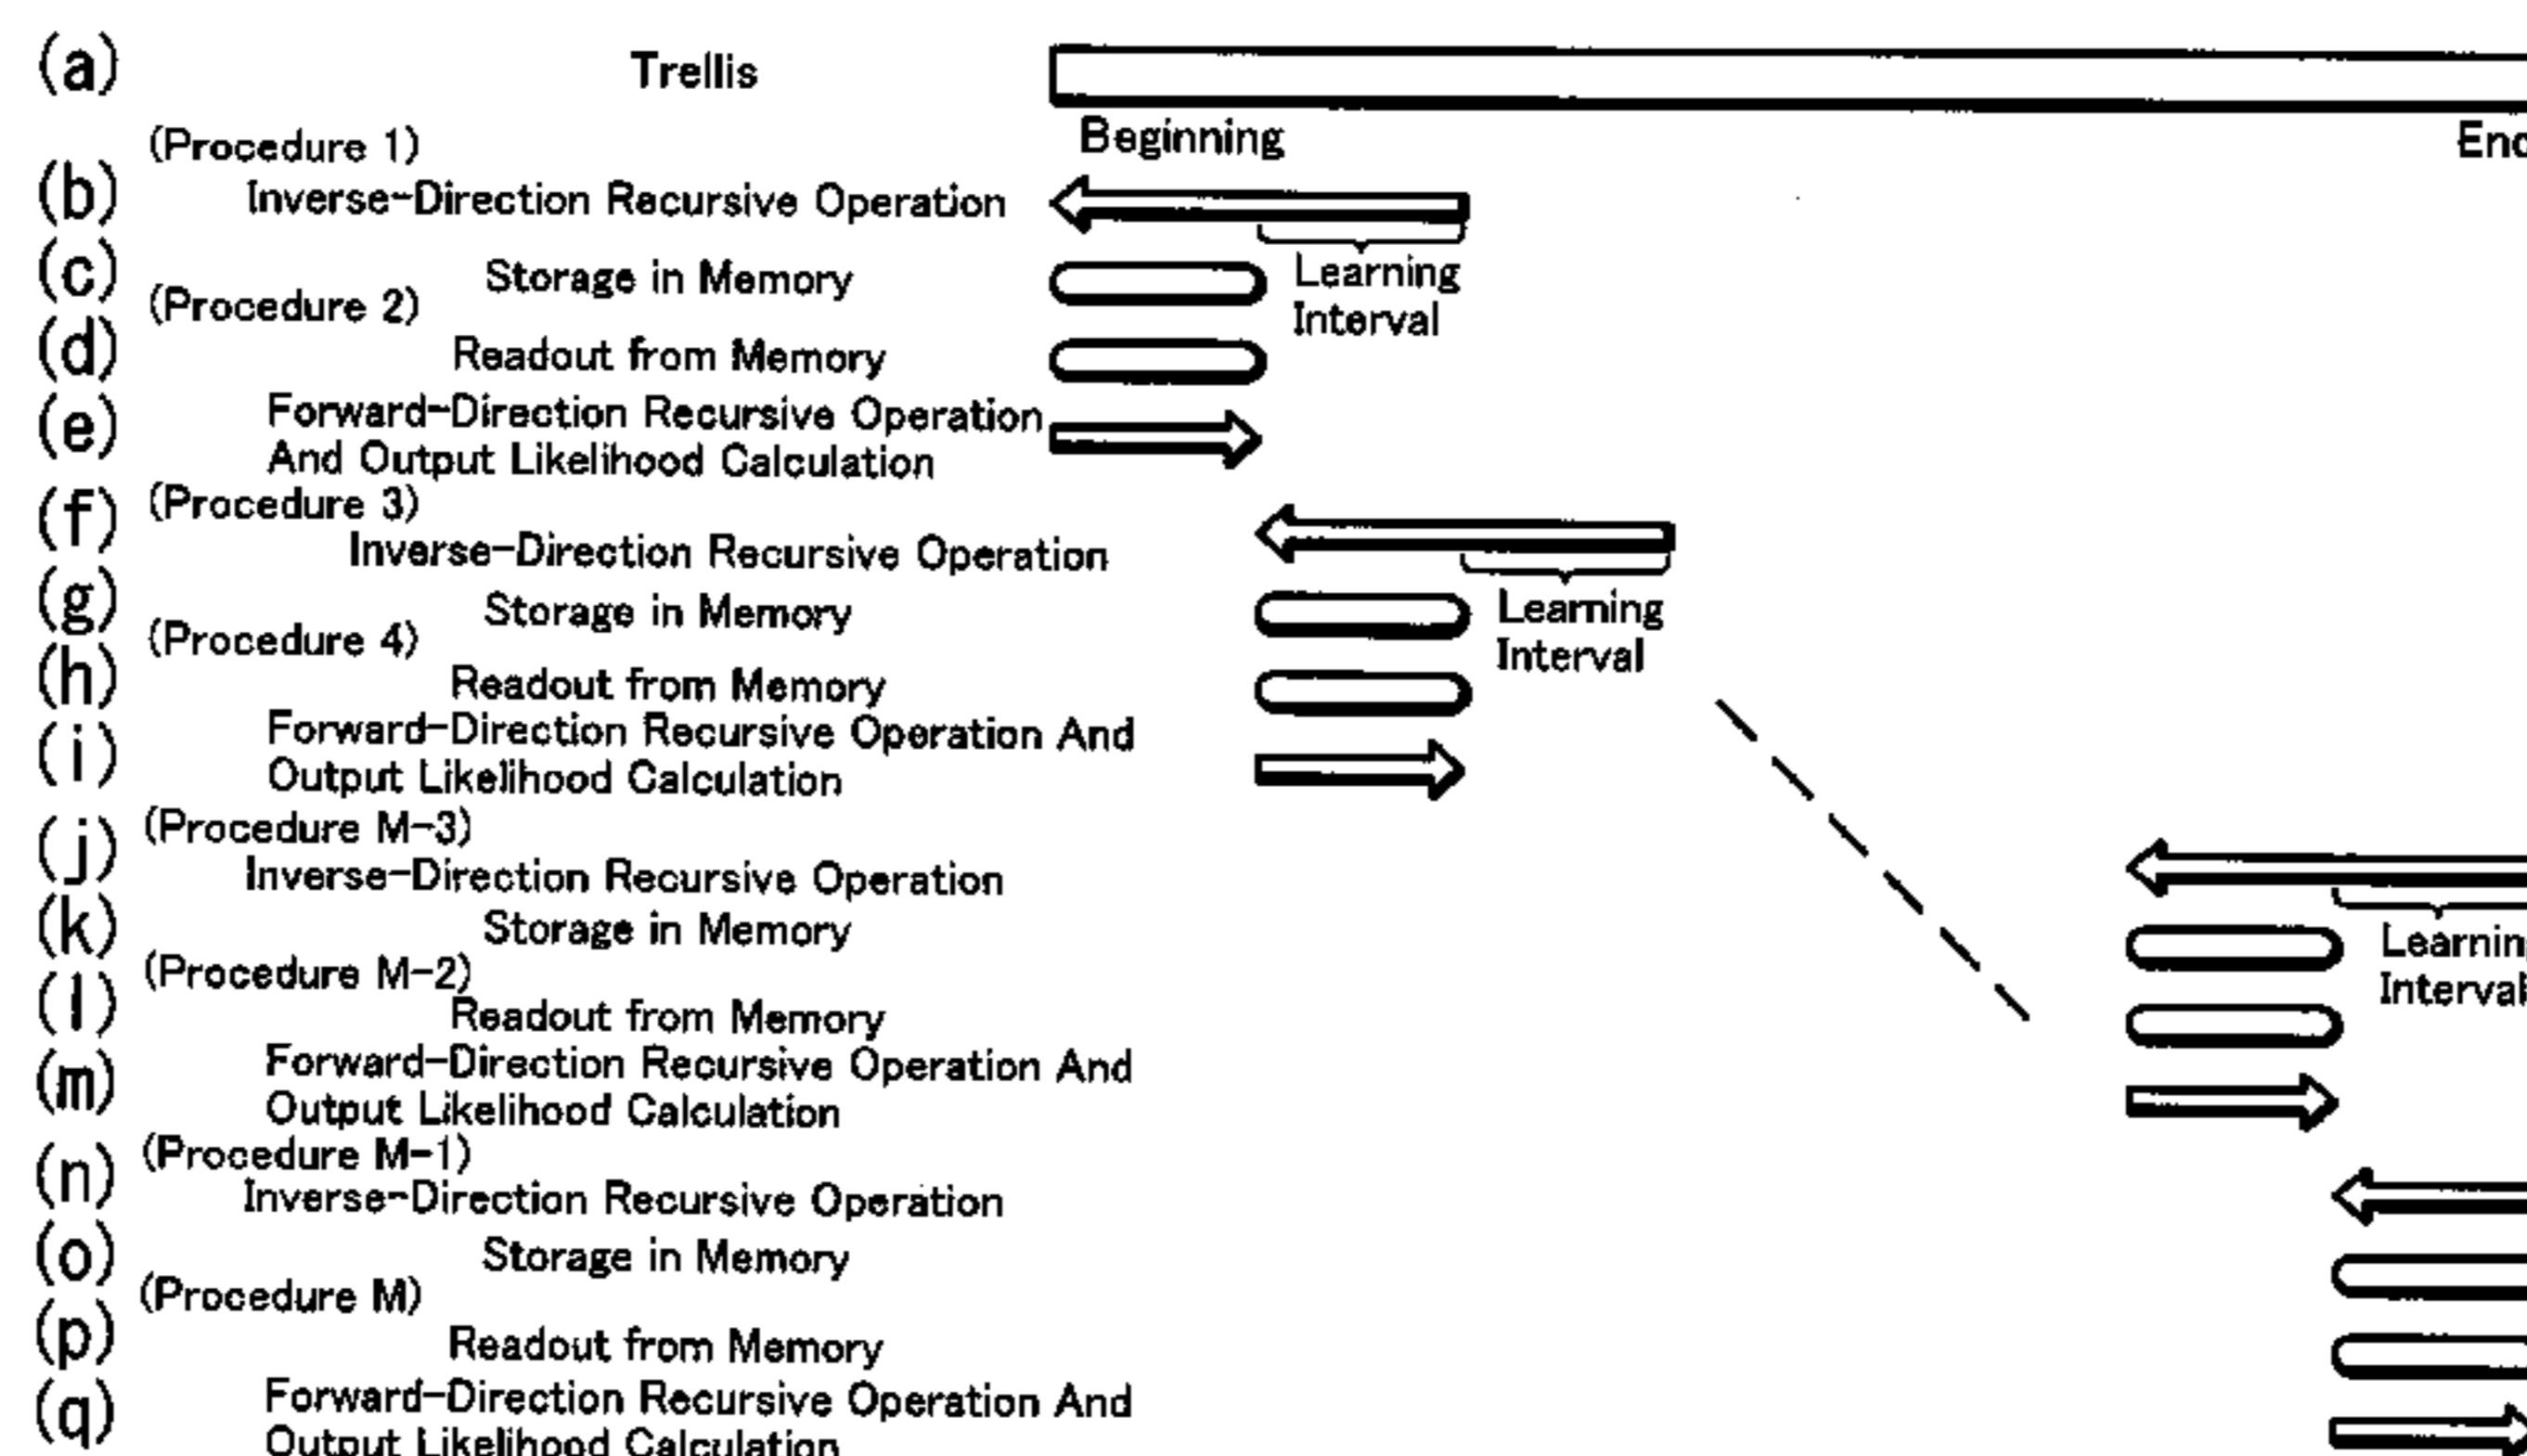 (a) Trellis
Beginning
(Procedure 1)
(b) Inverse-Direction Recursive Operation
(c) Storage in Memory
Learning
Interval
(Procedure 2)
(d) Readout from Memory
(e) Forward-Direction Recursive Operation
And Output Likelihood Calculation
(f) (Procedure 3)
Inverse-Direction Recursive Operation
(g) Storage in Memory
Learning
Interval
(Procedure 4)
(h) Readout from Memory
(i) Forward-Direction Recursive Operation And
Output Likelihood Calculation
(j) (Procedure M-3)
Inverse-Direction Recursive Operation
(k) Storage in Memory
Interval
(Procedure M-2)
(l) Readout from Memory
(m) Forward-Direction Recursive Operation And
Output Likelihood Calculation
(n) (Procedure M-1)
Inverse-Direction Recursive Operation
(o) Storage in Memory
(Procedure M)
(p) Readout from Memory
(q) Forward-Direction Recursive Operation And
Output Likelihood Calculation